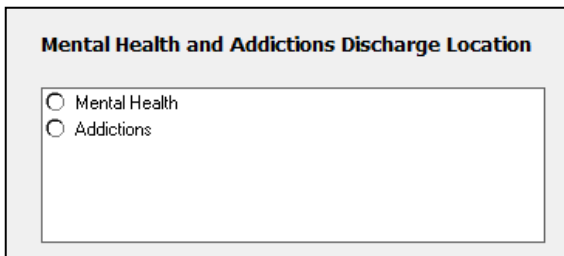 Mental Health and Addictions Discharge Location
Mental Health
Addictions